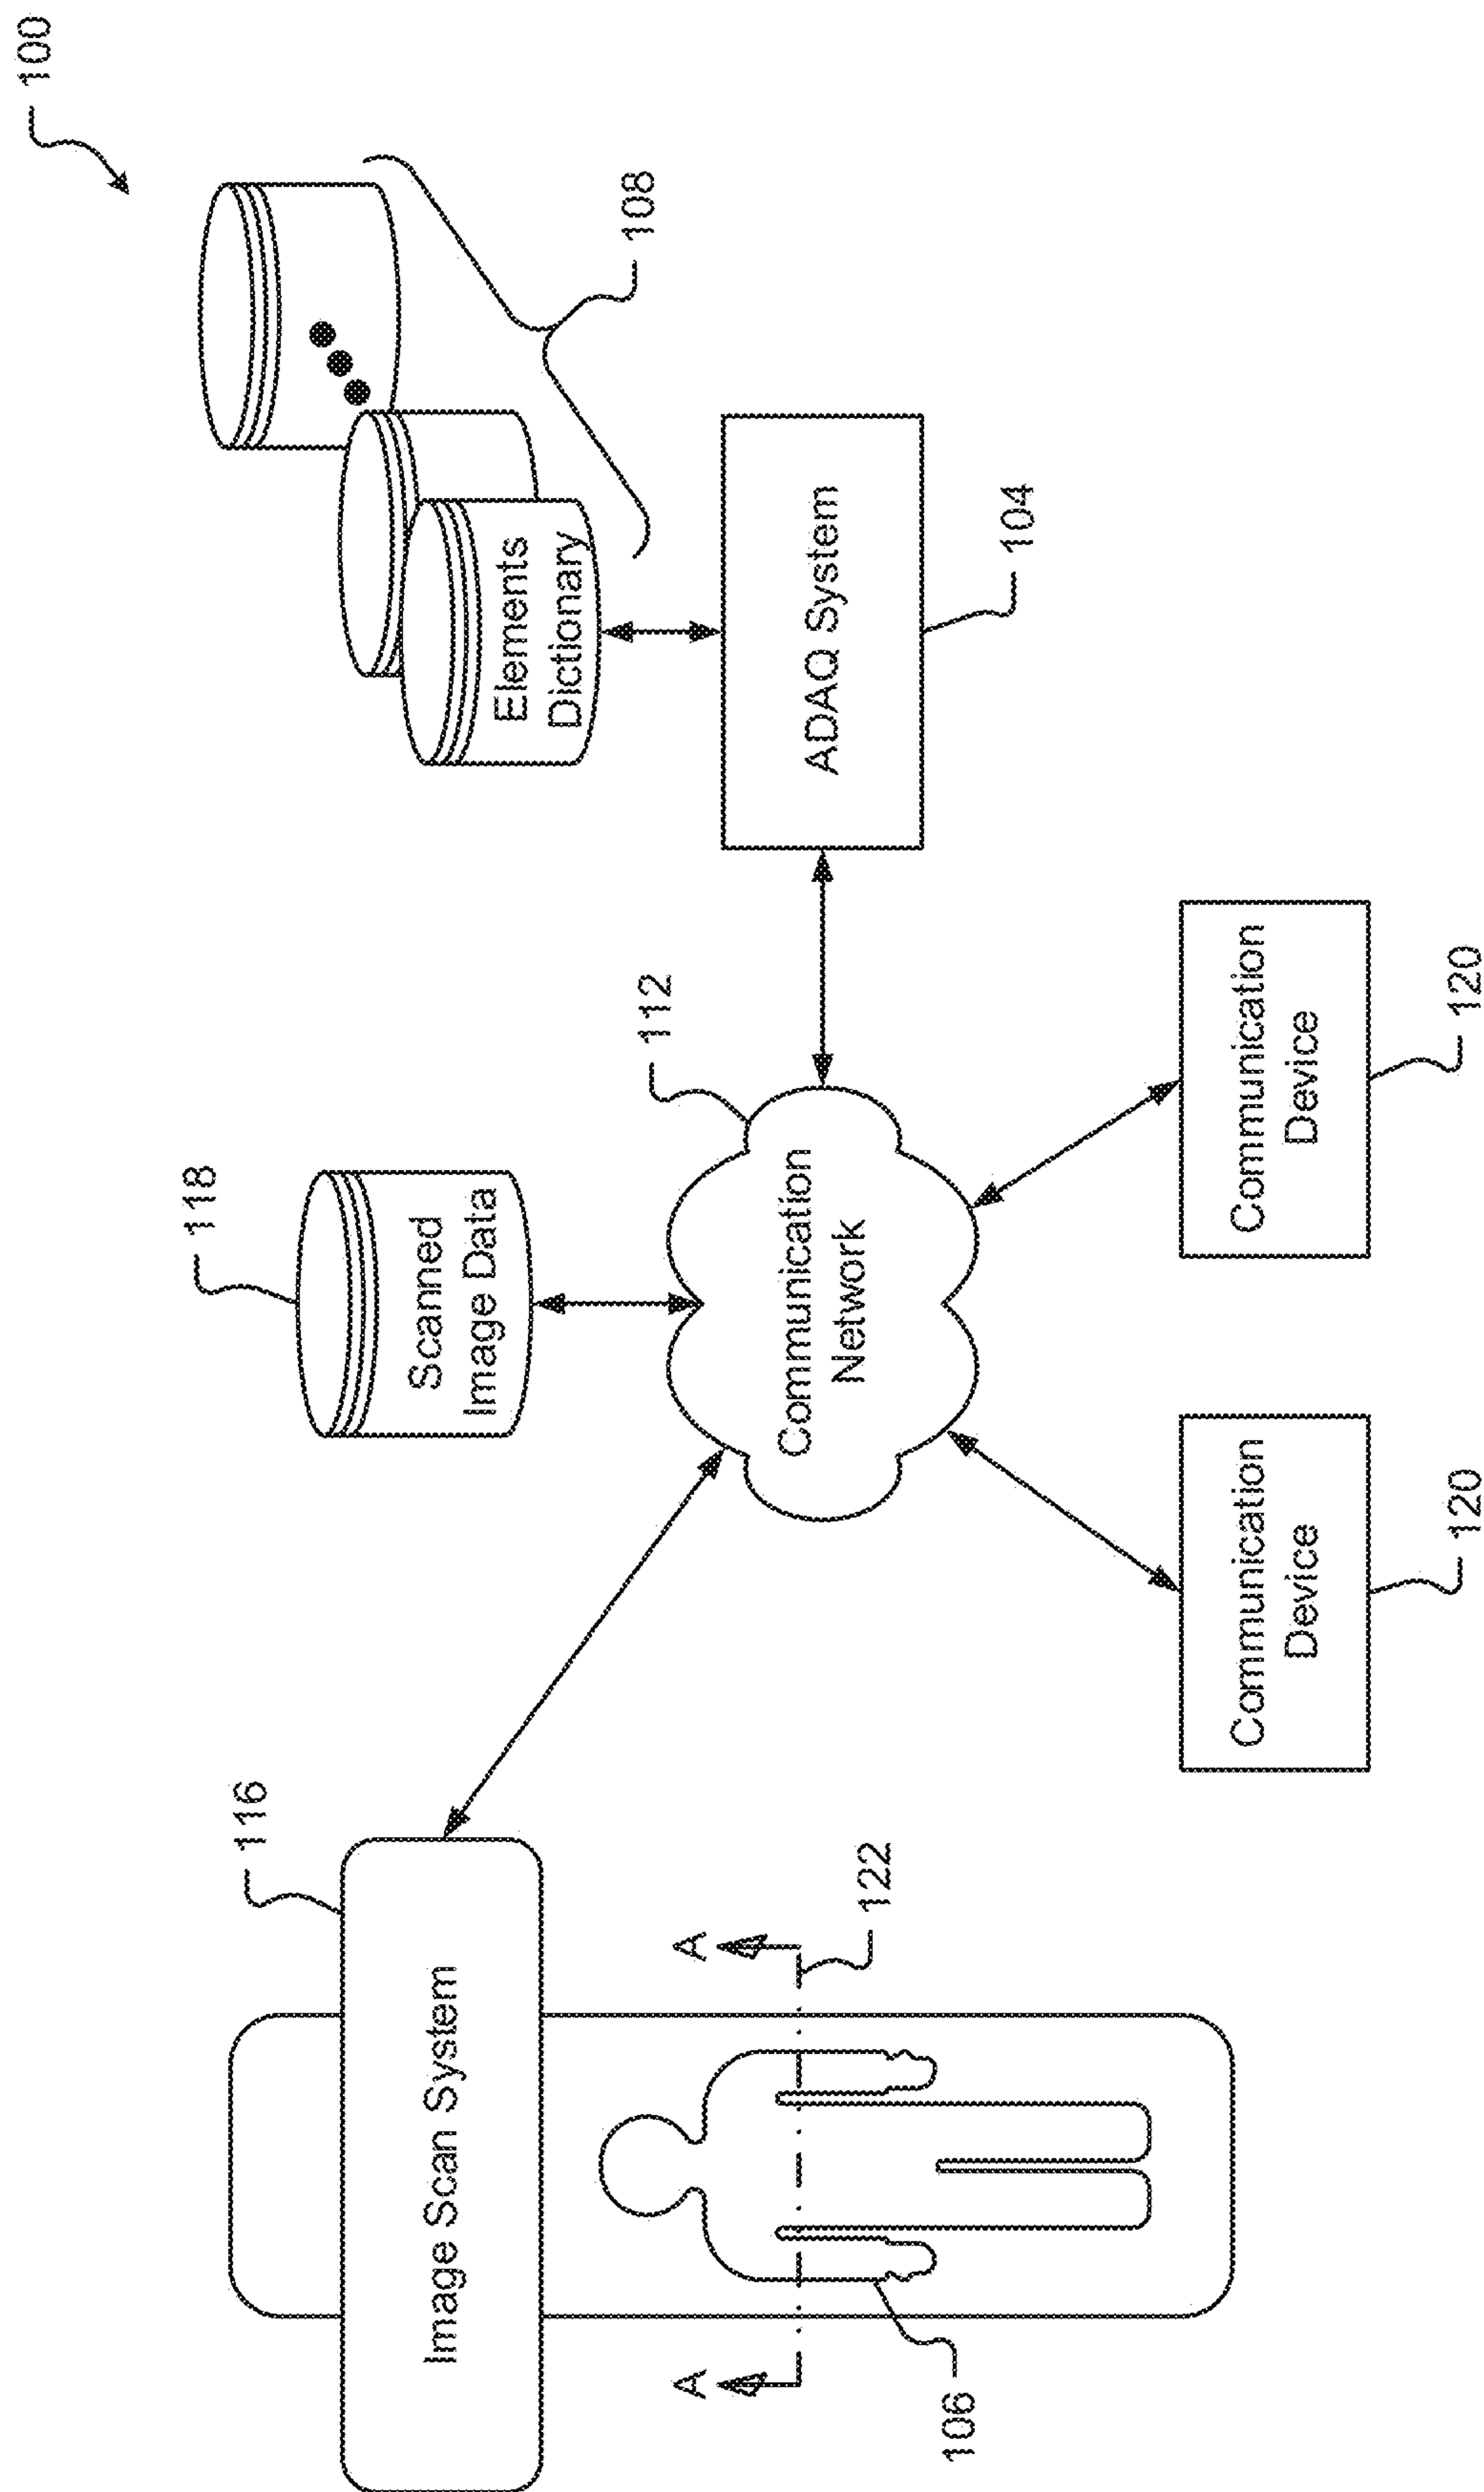 100
108
Elements
Dictionary
ADAQ System
104
118
Scanned
Image Data
112
Communication
Network
116
Image Scan System
A
A
122
106
Communication
Device
120
Communication
Device
120